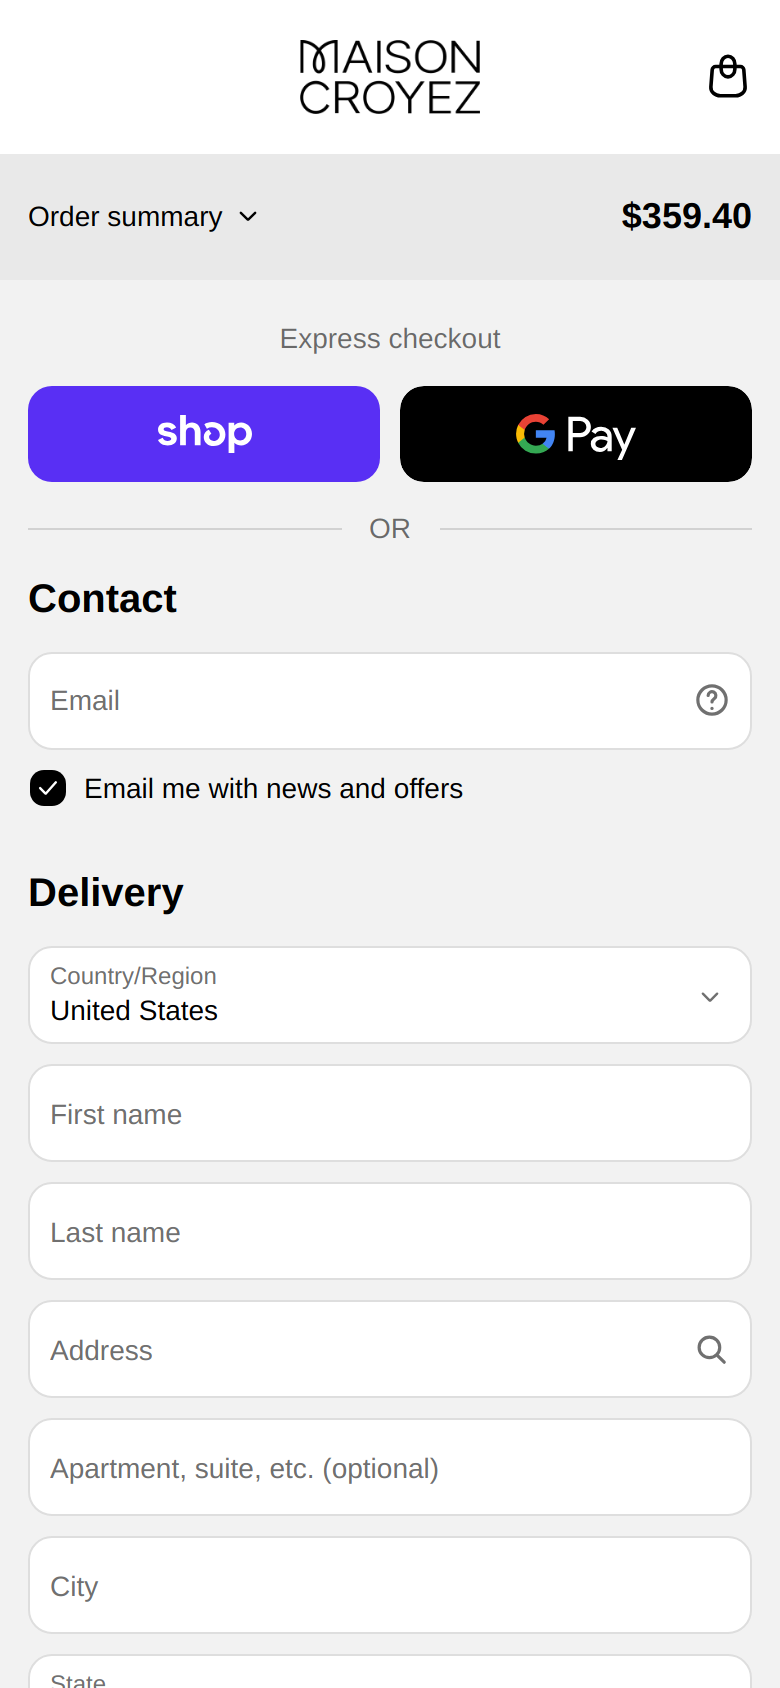 MAISON
CROYEZ
Order summary
$359.40
Express checkout
shop
G Pay
OR
Contact
Email
Email me with news and offers
Delivery
Country/Region
United States
First name
Last name
Address
Apartment, suite, etc. (optional)
City
State